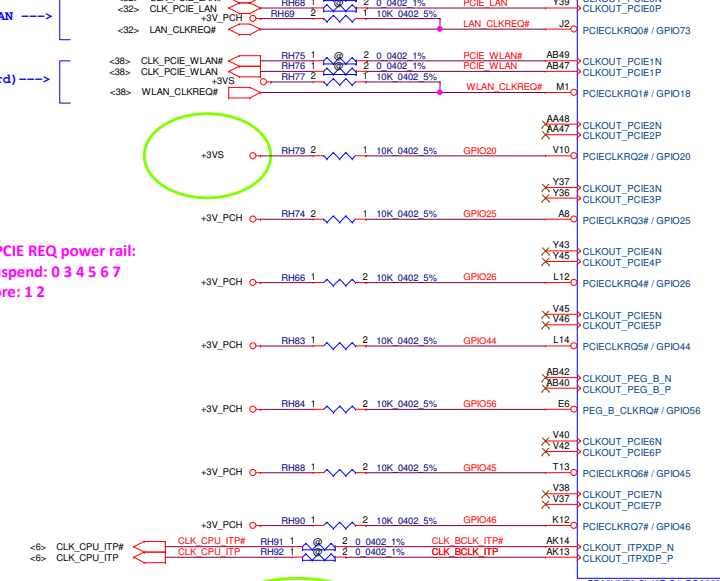 RH68 1 @ 2 0_0402_1% PCIE_LAN Y39 CLKOUT_PCIE0P
<32> CLK_PCIE_LAN
+3V_PCH RH69 2 1 10K_0402_5%
AN --->
<32> LAN_CLKREQ# LAN_CLKREQ# J2 PCIECLKRQ0# / GPIO73
<38> CLK_PCIE_WLAN# RH75 1 @ 2 0_0402_1% PCIE_WLAN# AB49 CLKOUT_PCIE1N
<38> CLK_PCIE_WLAN RH76 1 @ 2 0_0402_1% PCIE_WLAN AB47 CLKOUT_PCIE1P
rd) --->
+3VS RH77 2 1 10K_0402_5%
<38> WLAN_CLKREQ# WLAN_CLKREQ# M1 PCIECLKRQ1# / GPIO18
AA48 CLKOUT_PCIE2N
AA47 CLKOUT_PCIE2P
+3VS RH79 2 1 10K_0402_5% GPIO20 V10 PCIECLKRQ2# / GPIO20
Y37 CLKOUT_PCIE3N
Y36 CLKOUT_PCIE3P
+3V_PCH RH74 2 1 10K_0402_5% GPIO25 A8 PCIECLKRQ3# / GPIO25
PCIE REQ power rail:
spend: 0 3 4 5 6 7
re: 1 2
Y43 CLKOUT_PCIE4N
Y45 CLKOUT_PCIE4P
+3V_PCH RH66 1 2 10K_0402_5% GPIO26 L12 PCIECLKRQ4# / GPIO26
V45 CLKOUT_PCIE5N
V46 CLKOUT_PCIE5P
+3V_PCH RH83 1 2 10K_0402_5% GPIO44 L14 PCIECLKRQ5# / GPIO44
AB42 CLKOUT_PEG_B_N
AB40 CLKOUT_PEG_B_P
+3V_PCH RH84 1 2 10K_0402_5% GPIO56 E6 PEG_B_CLKRQ# / GPIO56
V40 CLKOUT_PCIE6N
V42 CLKOUT_PCIE6P
+3V_PCH RH88 1 2 10K_0402_5% GPIO45 T13 PCIECLKRQ6# / GPIO45
V38 CLKOUT_PCIE7N
V37 CLKOUT_PCIE7P
+3V_PCH RH90 1 2 10K_0402_5% GPIO46 K12 PCIECLKRQ7# / GPIO46
<6> CLK_CPU_ITP# CLK_CPU_ITP# RH91 1 @ 2 0_0402_1% CLK_BCLK_ITP# AK14 CLKOUT_ITPXDP_N
<6> CLK_CPU_ITP CLK_CPU_ITP RH92 1 @ 2 0_0402_1% CLK_BCLK_ITP AK13 CLKOUT_ITPXDP_P